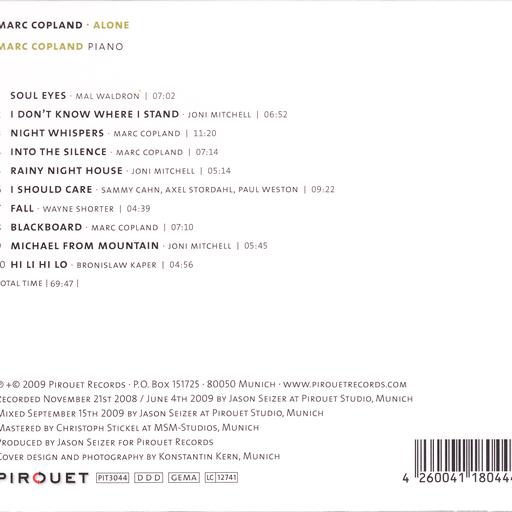 MARC COPLAND · ALONE
MARC COPLAND PIANO
SOUL EYES · MAL WALDRON | 07:02
I DON'T KNOW WHERE I STAND · JONI MITCHELL | 06:52
NIGHT WHISPERS · MARC COPLAND | 11:20
INTO THE SILENCE · MARC COPLAND | 07:14
RAINY NIGHT HOUSE · JONI MITCHELL | 05:14
I SHOULD CARE · SAMMY CAHN, AXEL STORDAHL, PAUL WESTON | 09:22
FALL · WAYNE SHORTER | 04:39
BLACKBOARD · MARC COPLAND | 07:10
MICHAEL FROM MOUNTAIN · JONI MITCHELL | 05:45
0 HI LI HI LO · BRONISLAW KAPER | 04:56
OTAL TIME | 69:47 |
℗ +© 2009 PIROUET RECORDS · P.O. BOX 151725 · 80050 MUNICH · WWW.PIROUETRECORDS.COM
RECORDED NOVEMBER 21ST 2008 / JUNE 4TH 2009 BY JASON SEIZER AT PIROUET STUDIO, MUNICH
MIXED SEPTEMBER 15TH 2009 BY JASON SEIZER AT PIROUET STUDIO, MUNICH
MASTERED BY CHRISTOPH STICKEL AT MSM-STUDIOS, MUNICH
PRODUCED BY JASON SEIZER FOR PIROUET RECORDS
COVER DESIGN AND PHOTOGRAPHY BY KONSTANTIN KERN, MUNICH
PIROUET PIT3044 DDD GEMA LC 12741
4 260041 180444